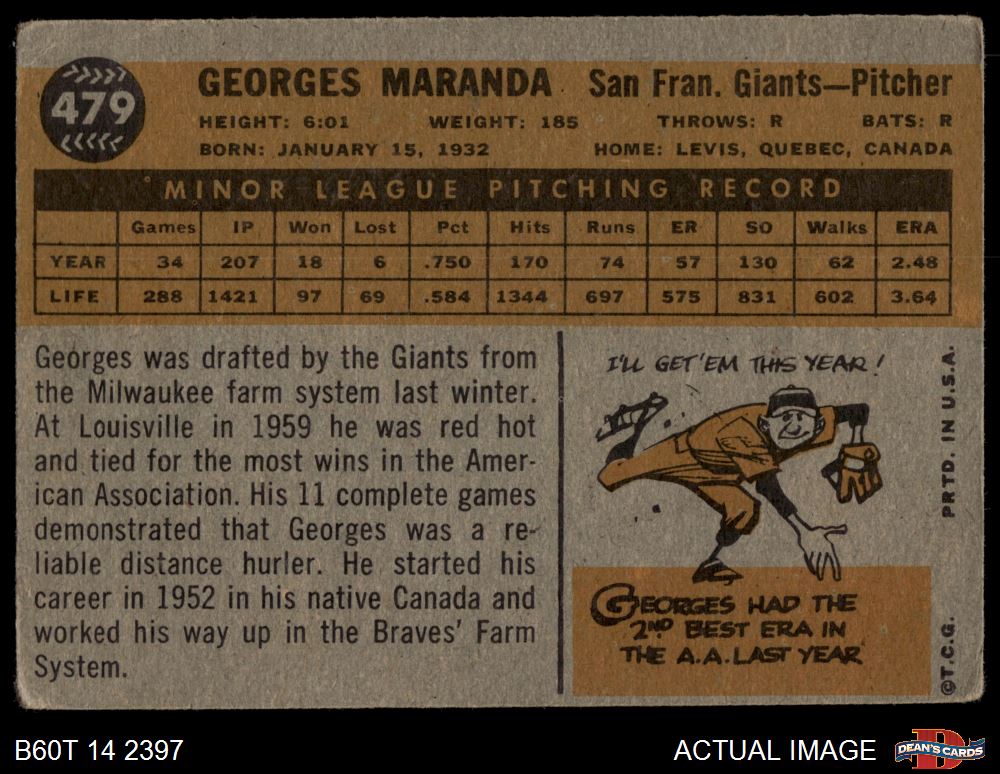 479
GEORGES MARANDA San Fran. Giants—Pitcher
HEIGHT: 6:01 WEIGHT: 185 THROWS: R BATS: R
BORN: JANUARY 15, 1932 HOME: LEVIS, QUEBEC, CANADA
MINOR LEAGUE PITCHING RECORD
Games IP Won Lost Pct Hits Runs ER SO Walks ERA
YEAR 34 207 18 6 .750 170 74 57 130 62 2.48
LIFE 288 1421 97 69 .584 1344 697 575 831 602 3.64
Georges was drafted by the Giants from
the Milwaukee farm system last winter.
At Louisville in 1959 he was red hot
and tied for the most wins in the Amer-
ican Association. His 11 complete games
demonstrated that Georges was a re-
liable distance hurler. He started his
career in 1952 in his native Canada and
worked his way up in the Braves' Farm
System.
I'LL GET 'EM THIS YEAR!
GEORGES HAD THE
2ND BEST ERA IN
THE A.A. LAST YEAR
PRTD. IN U.S.A.
©T.C.G.
B60T 14 2397
ACTUAL IMAGE
D
DEAN'S CARDS